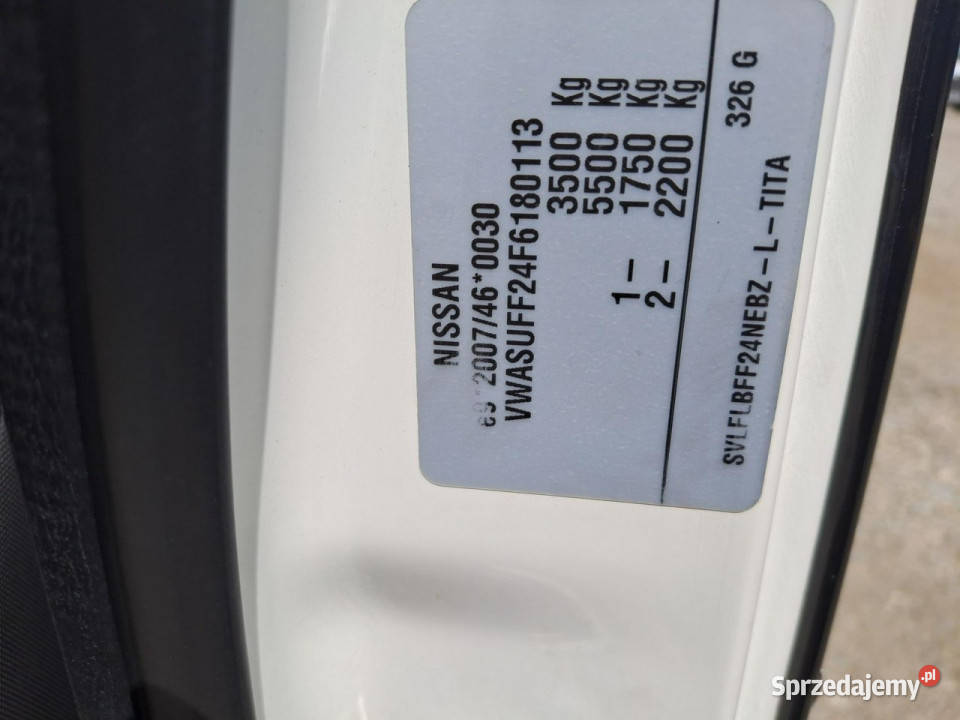 NISSAN
e9*2007/46*0030
VWASUFF24F6180113
3500 Kg
5500 Kg
1– 1750 Kg
2– 2200 Kg
SVLFLBFF24NEBZ–L–TITA 326 G
Sprzedajemy.pl